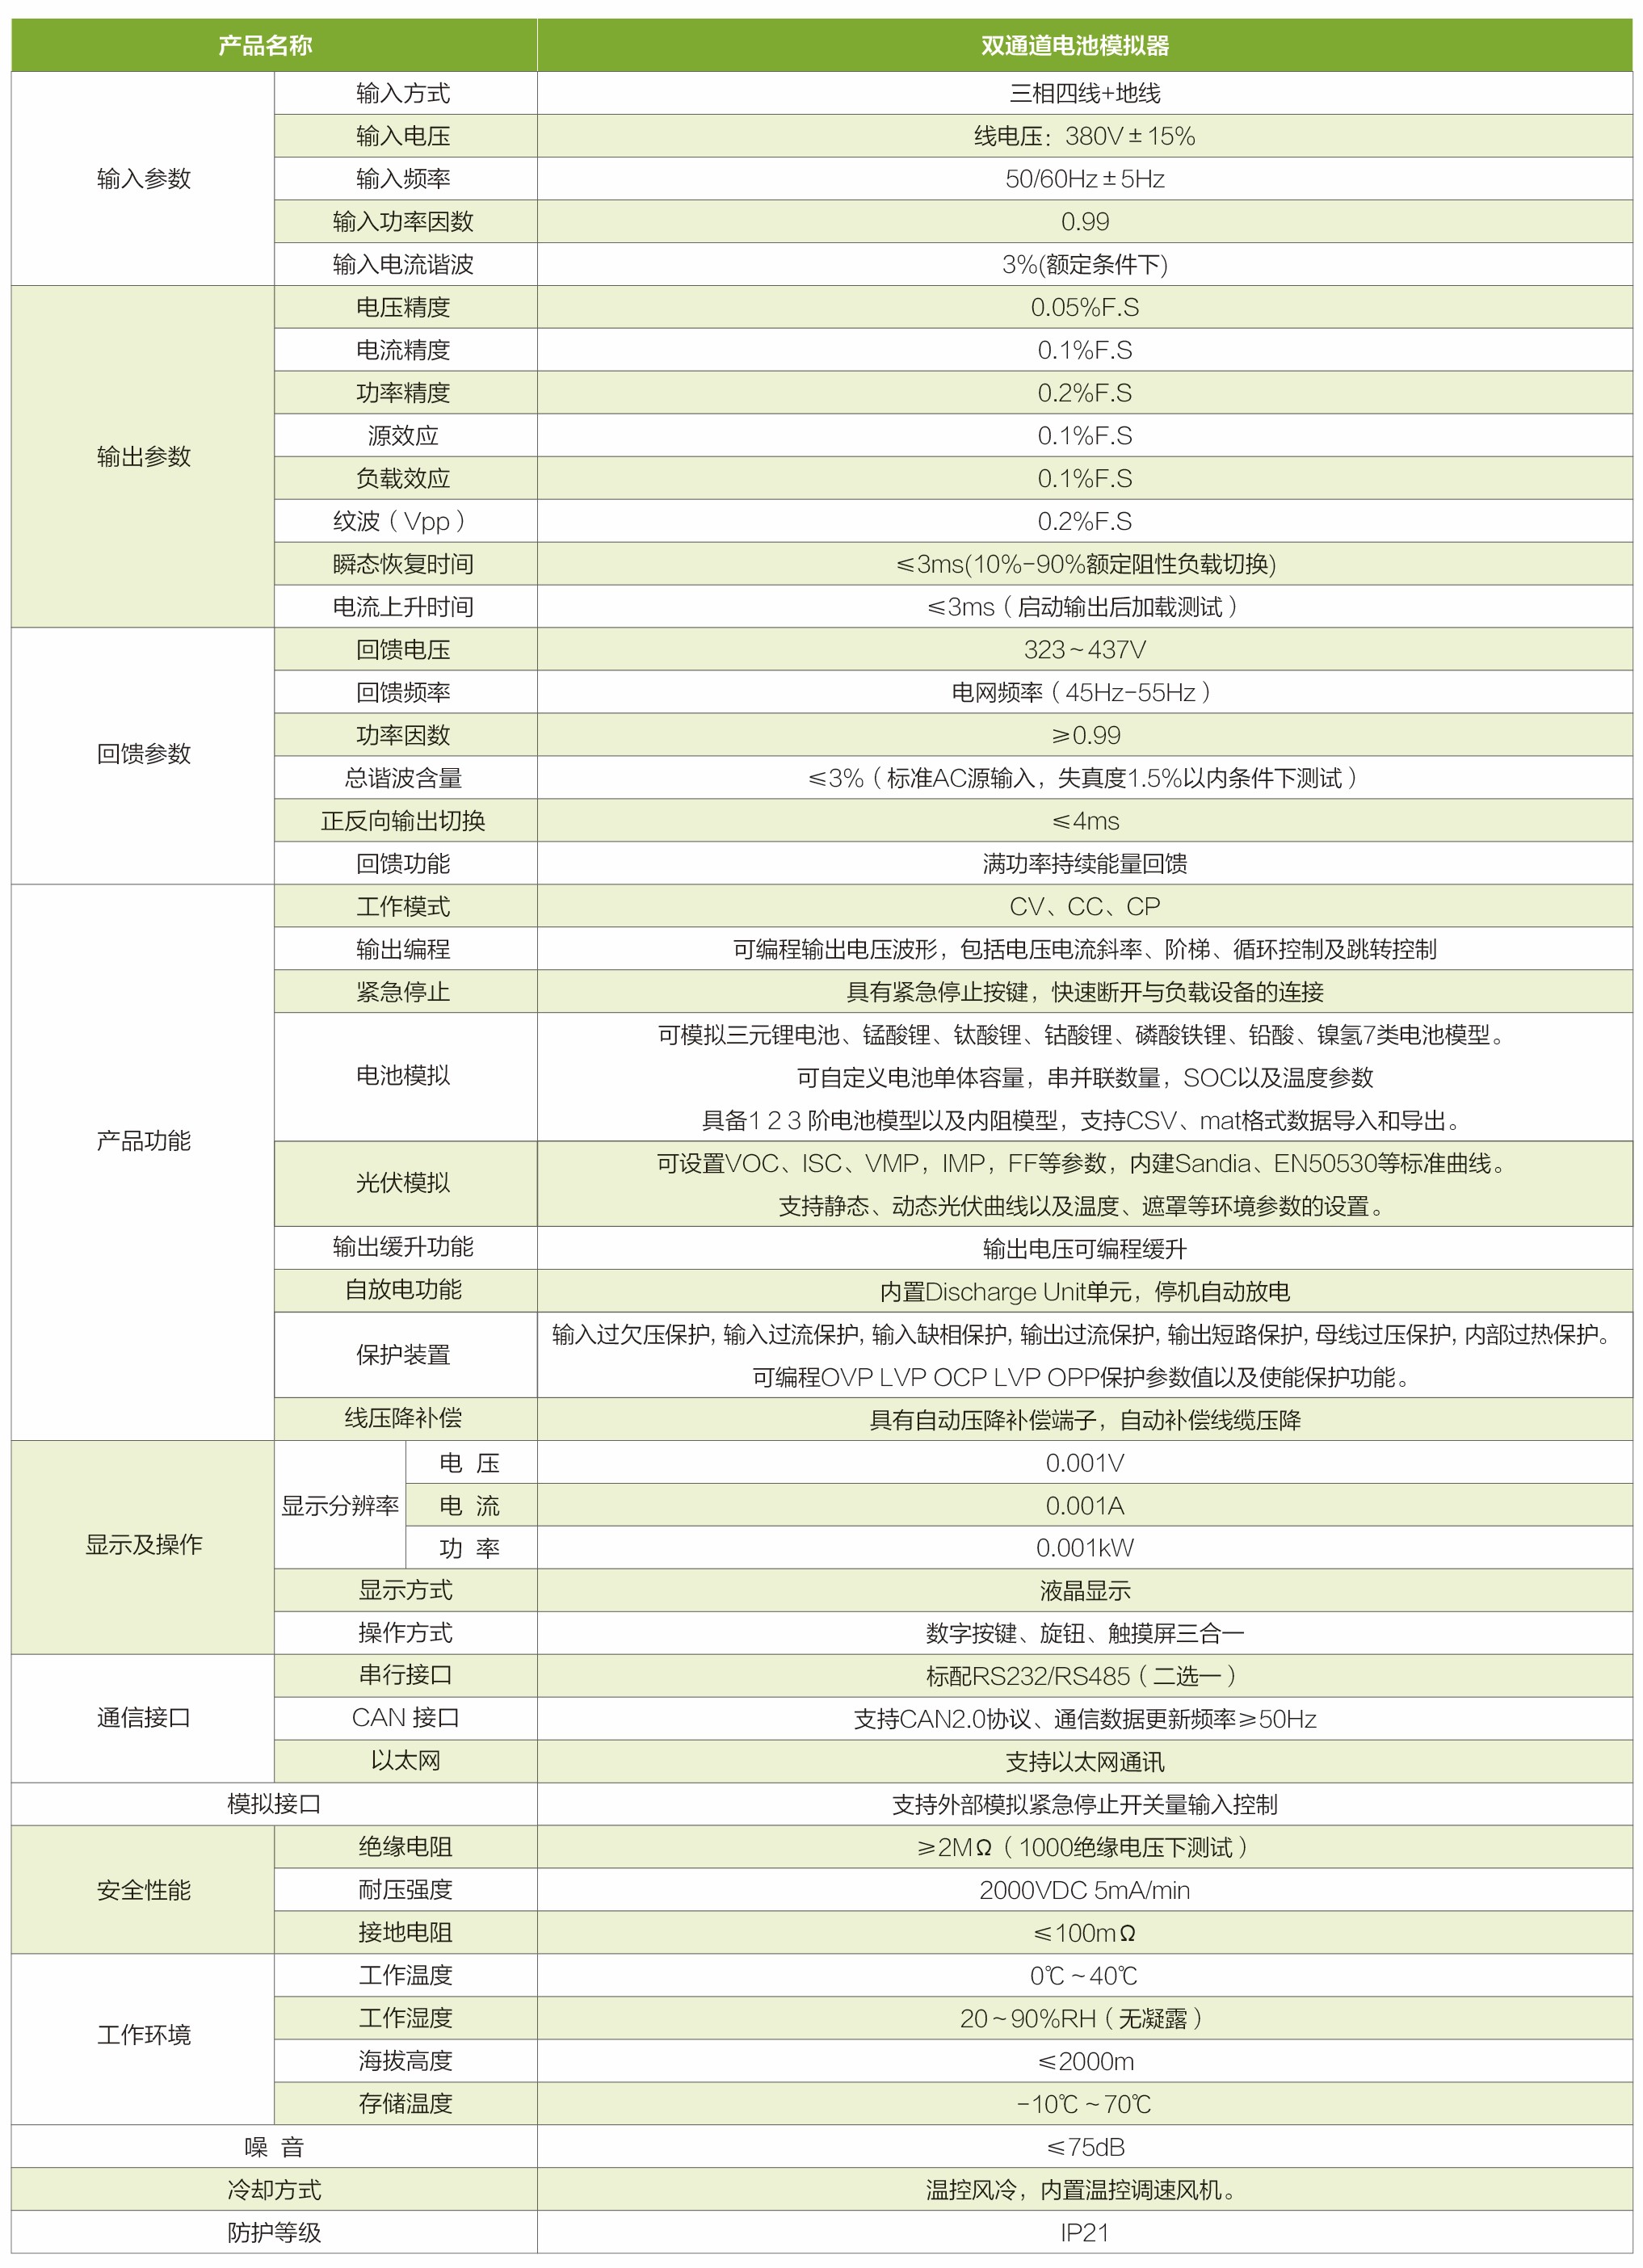 产品名称 双通道电池模拟器
输入参数
输入方式 三相四线+地线
输入电压 线电压：380V±15%
输入频率 50/60Hz±5Hz
输入功率因数 0.99
输入电流谐波 3%(额定条件下)
输出参数
电压精度 0.05%F.S
电流精度 0.1%F.S
功率精度 0.2%F.S
源效应 0.1%F.S
负载效应 0.1%F.S
纹波（Vpp） 0.2%F.S
瞬态恢复时间 ≤3ms(10%-90%额定阻性负载切换)
电流上升时间 ≤3ms（启动输出后加载测试）
回馈参数
回馈电压 323~437V
回馈频率 电网频率（45Hz-55Hz）
功率因数 ≥0.99
总谐波含量 ≤3%（标准AC源输入，失真度1.5%以内条件下测试）
正反向输出切换 ≤4ms
回馈功能 满功率持续能量回馈
产品功能
工作模式 CV、CC、CP
输出编程 可编程输出电压波形，包括电压电流斜率、阶梯、循环控制及跳转控制
紧急停止 具有紧急停止按键，快速断开与负载设备的连接
电池模拟
可模拟三元锂电池、锰酸锂、钛酸锂、钴酸锂、磷酸铁锂、铅酸、镍氢7类电池模型。
可自定义电池单体容量，串并联数量，SOC以及温度参数
具备1 2 3 阶电池模型以及内阻模型，支持CSV、mat格式数据导入和导出。
光伏模拟
可设置VOC、ISC、VMP，IMP，FF等参数，内建Sandia、EN50530等标准曲线。
支持静态、动态光伏曲线以及温度、遮罩等环境参数的设置。
输出缓升功能 输出电压可编程缓升
自放电功能 内置Discharge Unit单元，停机自动放电
保护装置
输入过欠压保护, 输入过流保护, 输入缺相保护, 输出过流保护, 输出短路保护, 母线过压保护, 内部过热保护。
可编程OVP LVP OCP LVP OPP保护参数值以及使能保护功能。
线压降补偿 具有自动压降补偿端子，自动补偿线缆压降
显示及操作
显示分辨率
电 压 0.001V
电 流 0.001A
功 率 0.001kW
显示方式 液晶显示
操作方式 数字按键、旋钮、触摸屏三合一
通信接口
串行接口 标配RS232/RS485（二选一）
CAN 接口 支持CAN2.0协议、通信数据更新频率≥50Hz
以太网 支持以太网通讯
模拟接口 支持外部模拟紧急停止开关量输入控制
安全性能
绝缘电阻 ≥2MΩ（1000绝缘电压下测试）
耐压强度 2000VDC 5mA/min
接地电阻 ≤100mΩ
工作环境
工作温度 0℃~40℃
工作湿度 20~90%RH（无凝露）
海拔高度 ≤2000m
存储温度 -10℃~70℃
噪 音 ≤75dB
冷却方式 温控风冷，内置温控调速风机。
防护等级 IP21